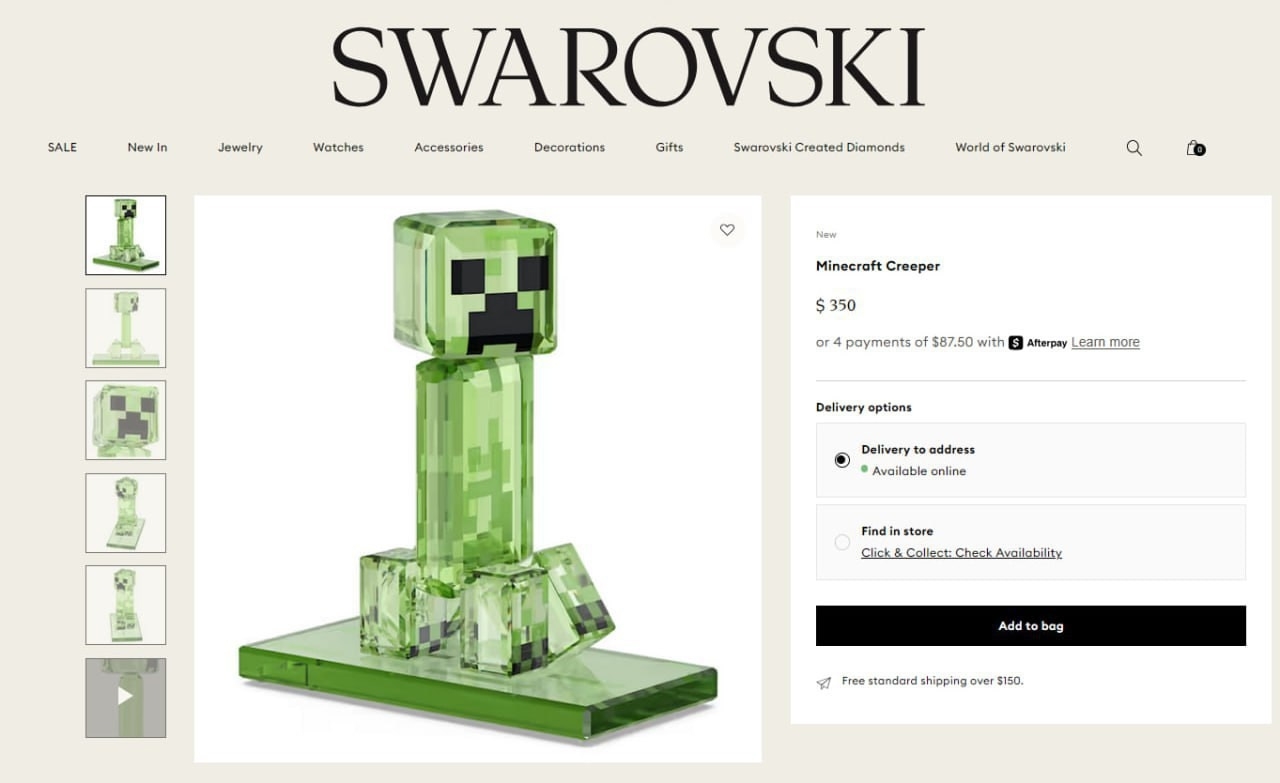 SWAROVSKI
SALE New In Jewelry Watches Accessories Decorations Gifts Swarovski Created Diamonds World of Swarovski 0
New
Minecraft Creeper
$ 350
or 4 payments of $87.50 with $ Afterpay Learn more
Delivery options
Delivery to address
Available online
Find in store
Click & Collect: Check Availability
Add to bag
Free standard shipping over $150.